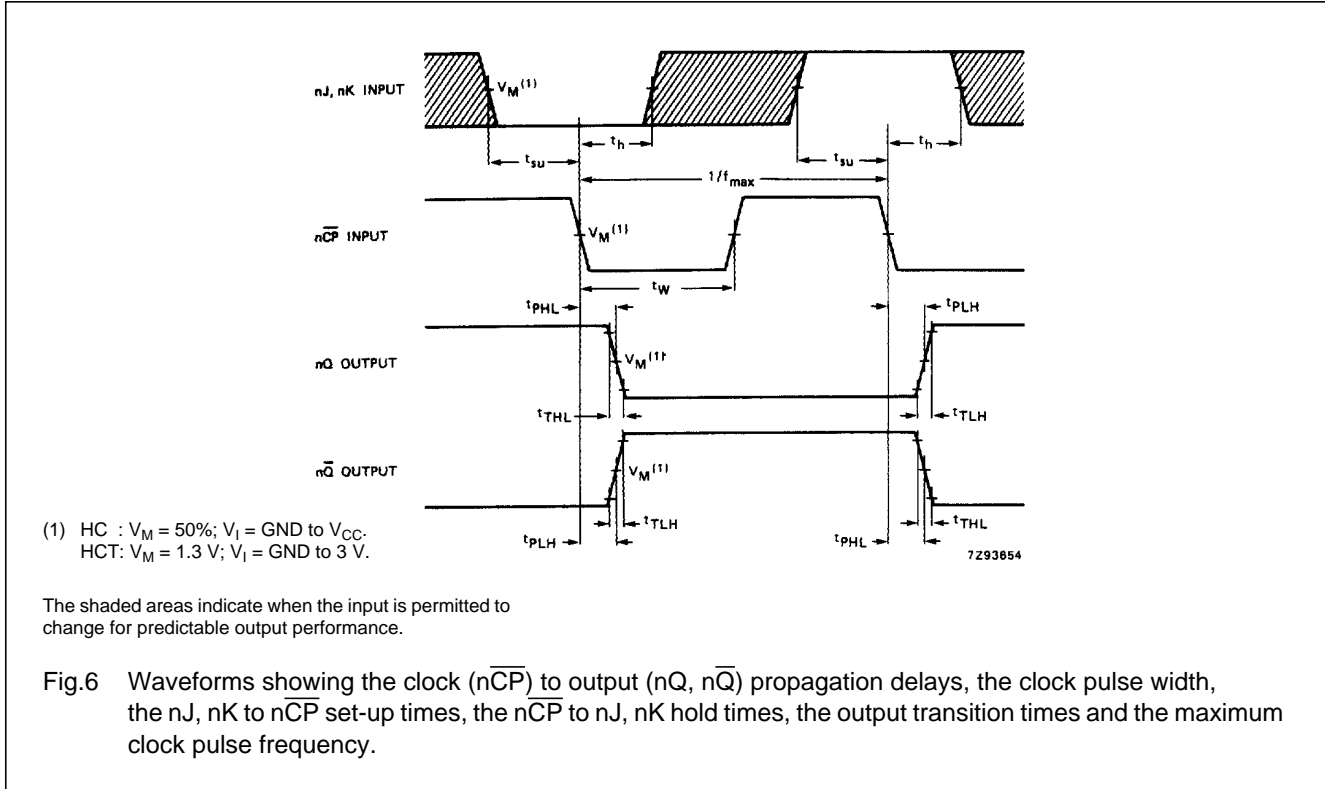 nJ, nK INPUT
V_M(1)
t_su
t_h
t_su
t_h
1/f_max
nC̅P̅ INPUT
V_M(1)
t_W
t_PHL
t_PLH
nQ OUTPUT
V_M(1)
t_THL
t_TLH
nQ̅ OUTPUT
V_M(1)
t_TLH
t_THL
t_PLH
t_PHL
7Z93654
(1) HC : V_M = 50%; V_I = GND to V_CC.
HCT: V_M = 1.3 V; V_I = GND to 3 V.
The shaded areas indicate when the input is permitted to
change for predictable output performance.
Fig.6 Waveforms showing the clock (nC̅P̅) to output (nQ, nQ̅) propagation delays, the clock pulse width,
the nJ, nK to nC̅P̅ set-up times, the nC̅P̅ to nJ, nK hold times, the output transition times and the maximum
clock pulse frequency.